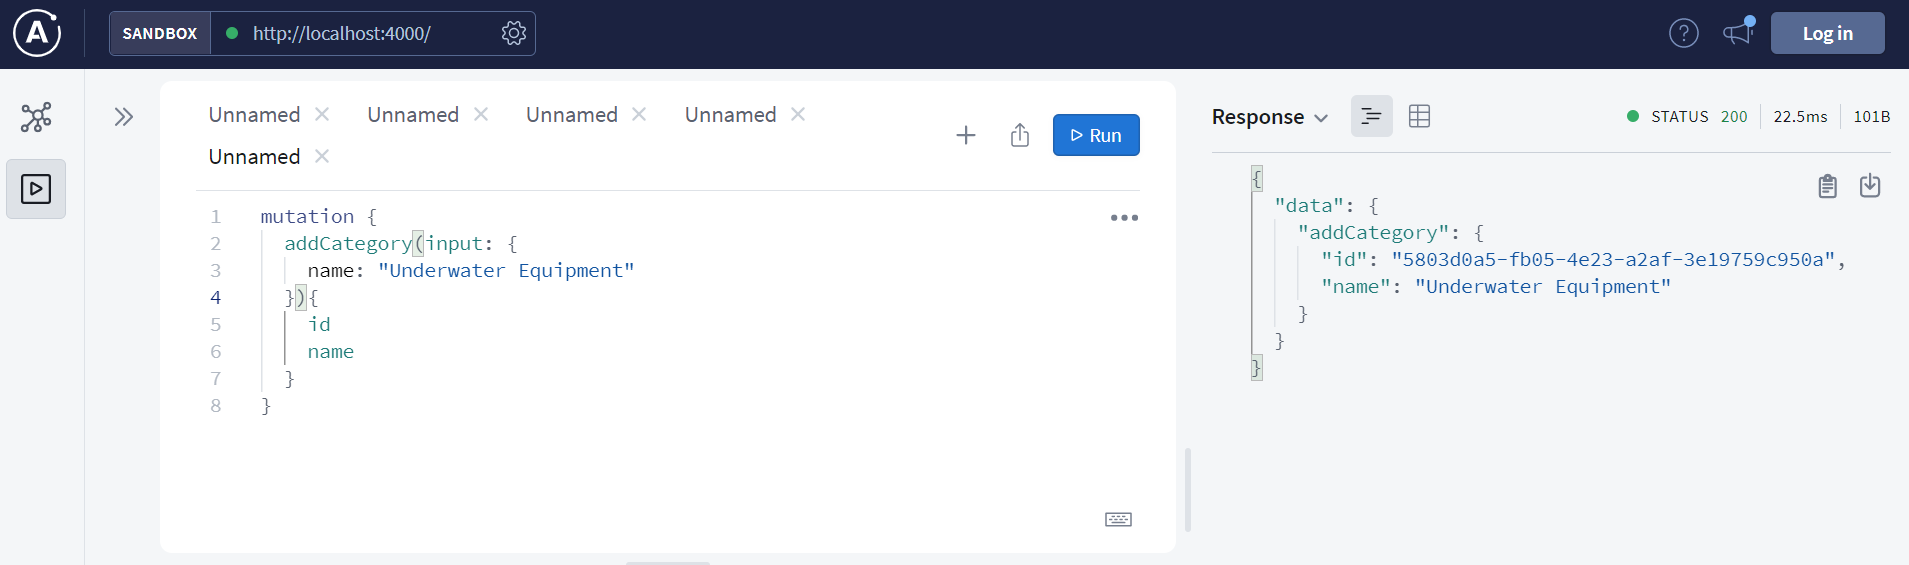 SANDBOX http://localhost:4000/ Log in
Unnamed Unnamed Unnamed Unnamed
Unnamed
Run
1 mutation {
2 addCategory(input: {
3 name: "Underwater Equipment"
4 }){
5 id
6 name
7 }
8 }
Response STATUS 200 22.5ms 101B
{
"data": {
"addCategory": {
"id": "5803d0a5-fb05-4e23-a2af-3e19759c950a",
"name": "Underwater Equipment"
}
}
}